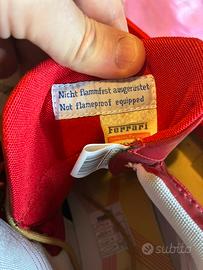 Nicht flammfest ausgerüstet
Not flameproof equipped
Ferrari
subito